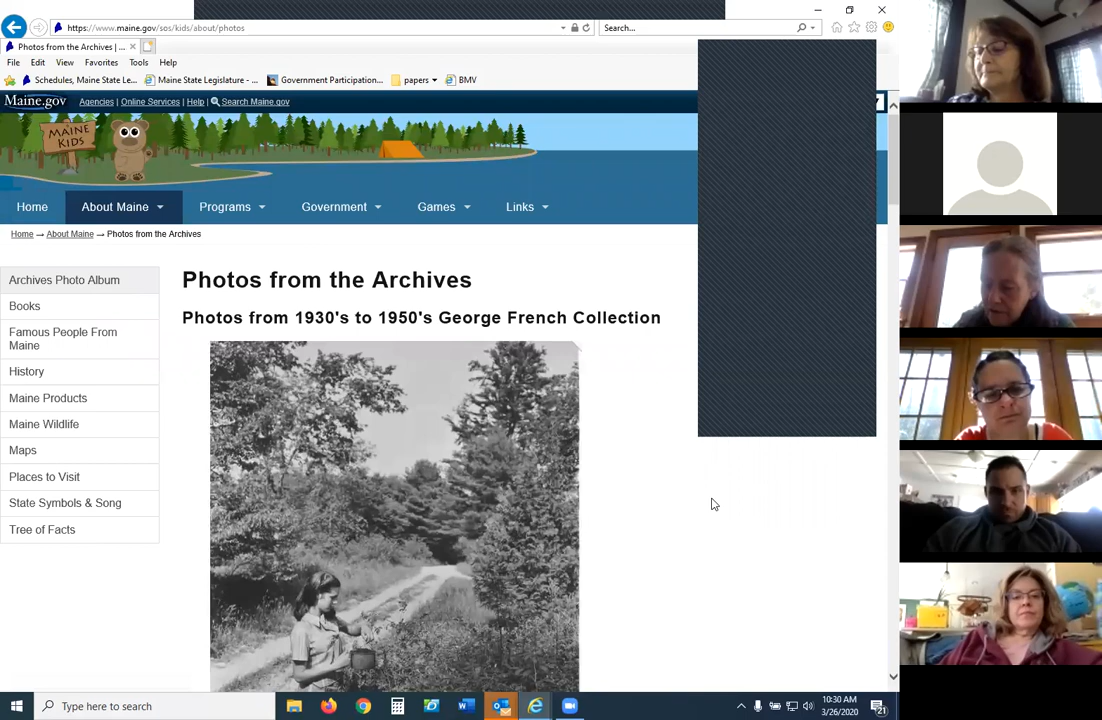 https://www.maine.gov/sos/kids/about/photos
Search...
Photos from the Archives | ...
File Edit View Favorites Tools Help
Schedules, Maine State Le... Maine State Legislature - ... Government Participation... papers BMV
Maine.gov Agencies | Online Services | Help | Search Maine.gov
MAINE
KIDS
Home About Maine Programs Government Games Links
Home → About Maine → Photos from the Archives
Archives Photo Album
Books
Famous People From
Maine
History
Maine Products
Maine Wildlife
Maps
Places to Visit
State Symbols & Song
Tree of Facts
Photos from the Archives
Photos from 1930's to 1950's George French Collection
Type here to search
10:30 AM
3/26/2020
21